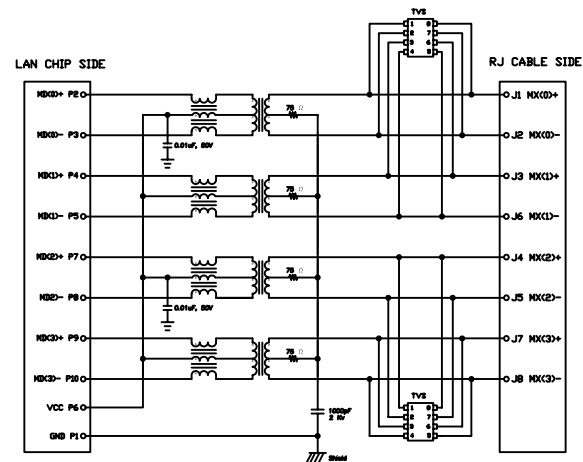 TVS
1 8
2 7
3 6
4 5
LAN CHIP SIDE
RJ CABLE SIDE
MX(0)+ P2
75 Ω
J1 MX(0)+
MX(0)- P3
0.01uF, 50V
J2 MX(0)-
MX(1)+ P4
75 Ω
J3 MX(1)+
MX(1)- P5
J6 MX(1)-
MX(2)+ P7
75 Ω
J4 MX(2)+
MD2)- P8
0.01uF, 50V
J5 MX(2)-
MX(3)+ P9
75 Ω
J7 MX(3)+
MX(3)- P10
J8 MX(3)-
VCC P6
TVS
1 8
2 7
3 6
4 5
1000pF
2 Kv
GND P1
Shield